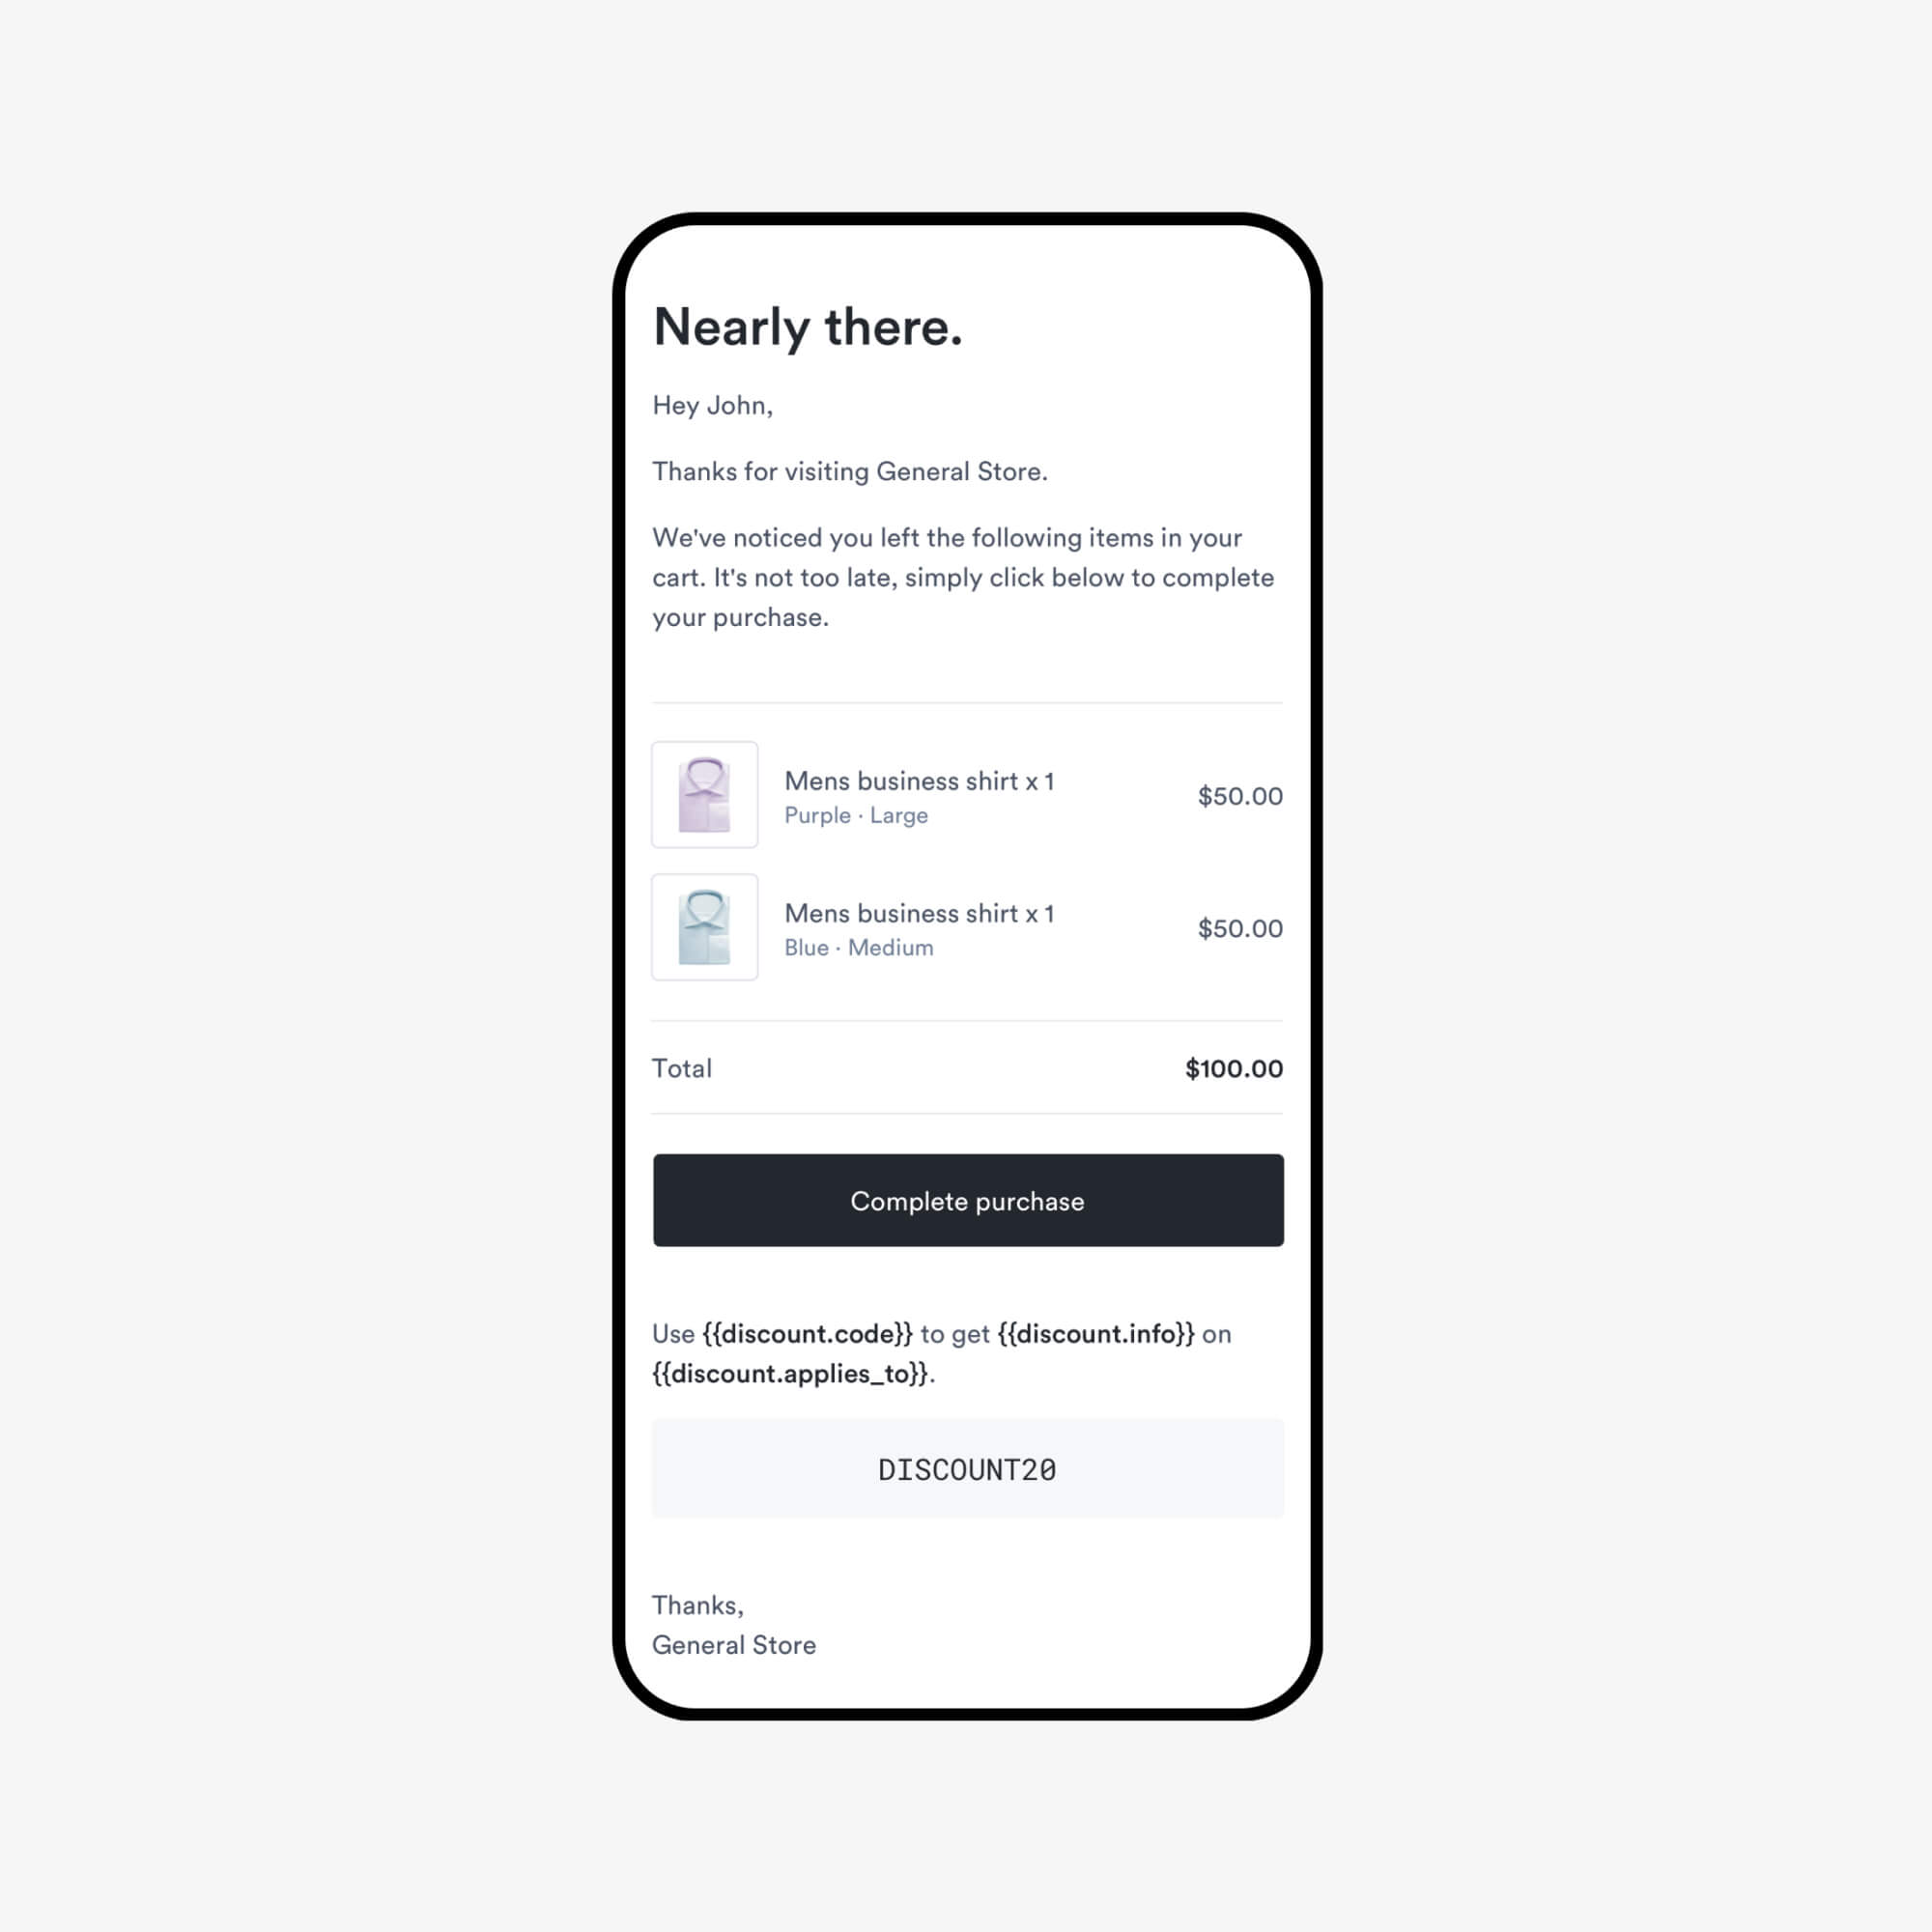 Nearly there.
Hey John,
Thanks for visiting General Store.
We've noticed you left the following items in your
cart. It's not too late, simply click below to complete
your purchase.
Mens business shirt x 1
Purple · Large
$50.00
Mens business shirt x 1
Blue · Medium
$50.00
Total $100.00
Complete purchase
Use {{discount.code}} to get {{discount.info}} on
{{discount.applies_to}}.
DISCOUNT20
Thanks,
General Store